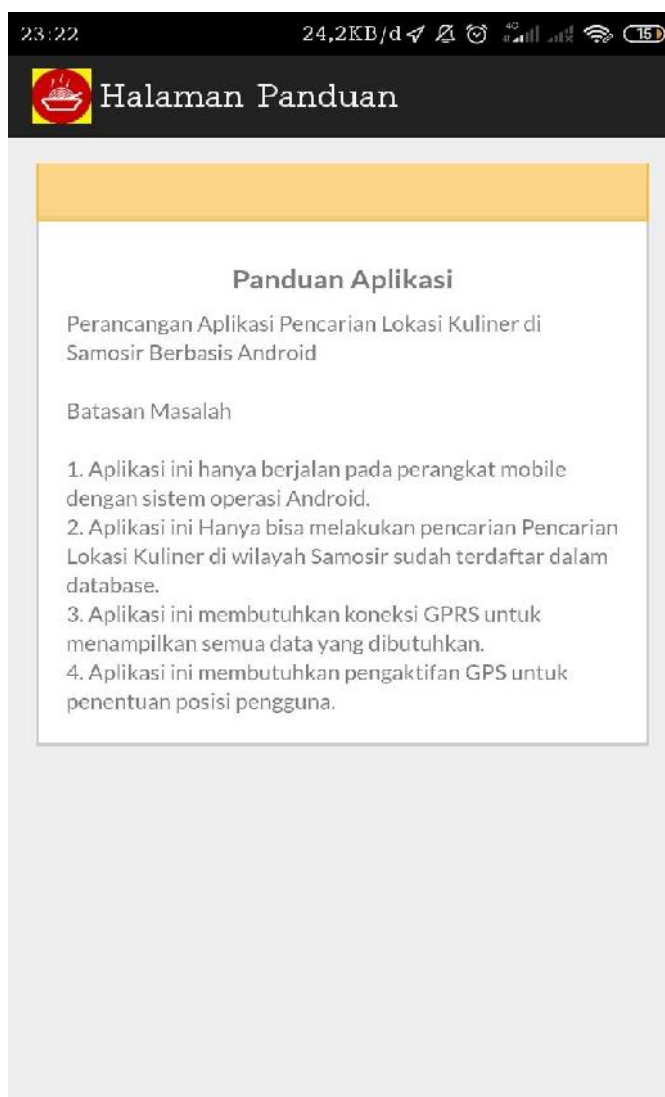 23:22 24,2KB/d 4G 15
Halaman Panduan
Panduan Aplikasi
Perancangan Aplikasi Pencarian Lokasi Kuliner di
Samosir Berbasis Android
Batasan Masalah
1. Aplikasi ini hanya berjalan pada perangkat mobile
dengan sistem operasi Android.
2. Aplikasi ini Hanya bisa melakukan pencarian Pencarian
Lokasi Kuliner di wilayah Samosir sudah terdaftar dalam
database.
3. Aplikasi ini membutuhkan koneksi GPRS untuk
menampilkan semua data yang dibutuhkan.
4. Aplikasi ini membutuhkan pengaktifan GPS untuk
penentuan posisi pengguna.